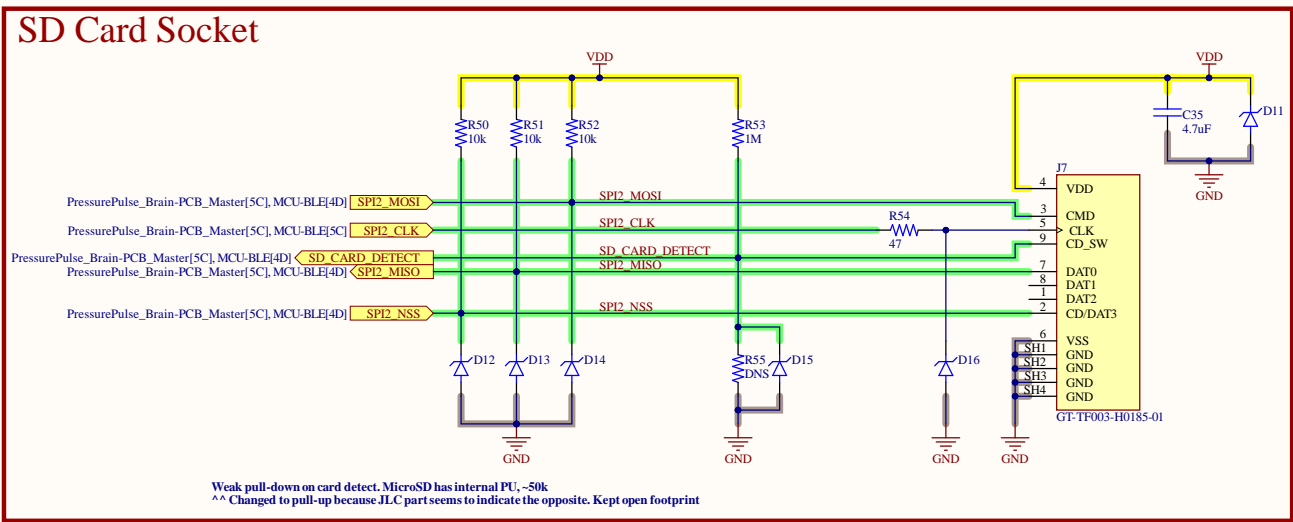 SD Card Socket
VDD
VDD
R50
10k
R51
10k
R52
10k
R53
1M
C35
4.7uF
D11
J7
4 VDD
PressurePulse_Brain-PCB_Master[5C], MCU-BLE[4D] SPI2_MOSI
SPI2_MOSI
3 CMD
PressurePulse_Brain-PCB_Master[5C], MCU-BLE[5C] SPI2_CLK
SPI2_CLK
R54
47
5 CLK
9 CD_SW
GND
PressurePulse_Brain-PCB_Master[5C], MCU-BLE[4D] SD_CARD_DETECT
SD_CARD_DETECT
PressurePulse_Brain-PCB_Master[5C], MCU-BLE[4D] SPI2_MISO
SPI2_MISO
7 DAT0
8 DAT1
1 DAT2
PressurePulse_Brain-PCB_Master[5C], MCU-BLE[4D] SPI2_NSS
SPI2_NSS
2 CD/DAT3
6 VSS
SH1 GND
SH2 GND
SH3 GND
SH4 GND
D12
D13
D14
R55
DNS
D15
D16
GT-TF003-H0185-01
GND
GND
GND
GND
Weak pull-down on card detect. MicroSD has internal PU, ~50k
^^ Changed to pull-up because JLC part seems to indicate the opposite. Kept open footprint